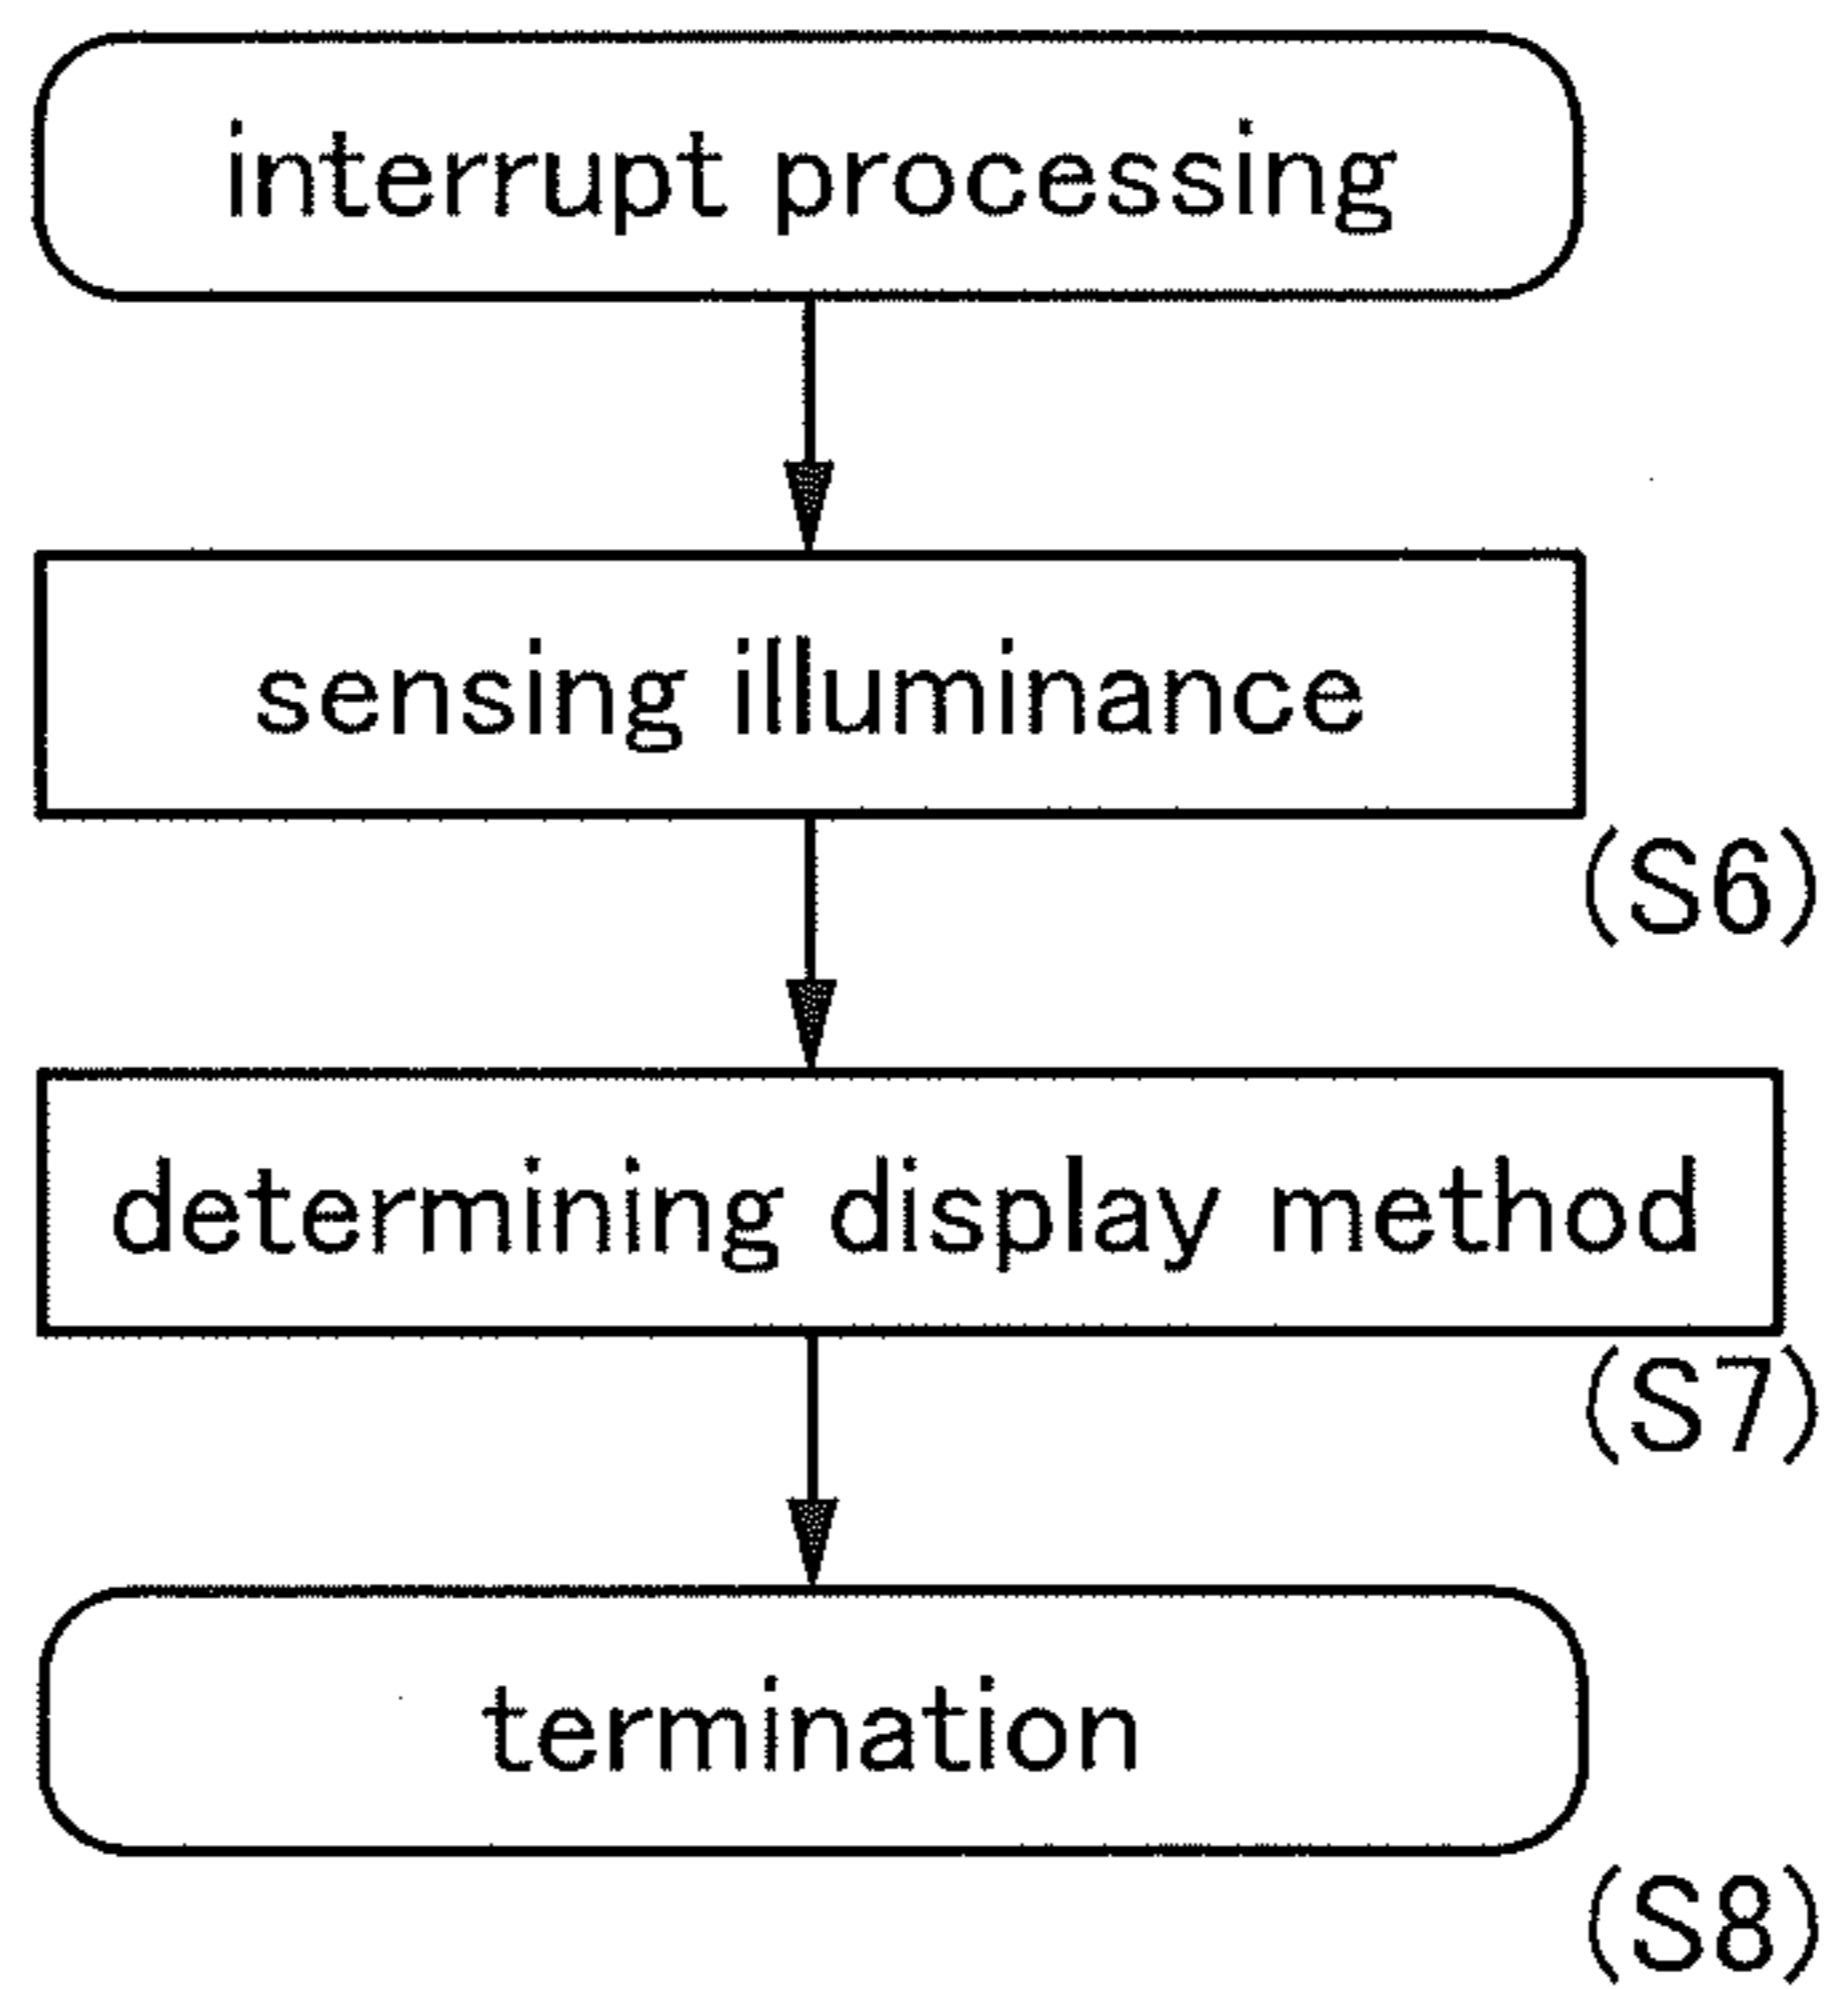 interrupt processing
sensing illuminance
(S6)
determining display method
(S7)
termination
(S8)